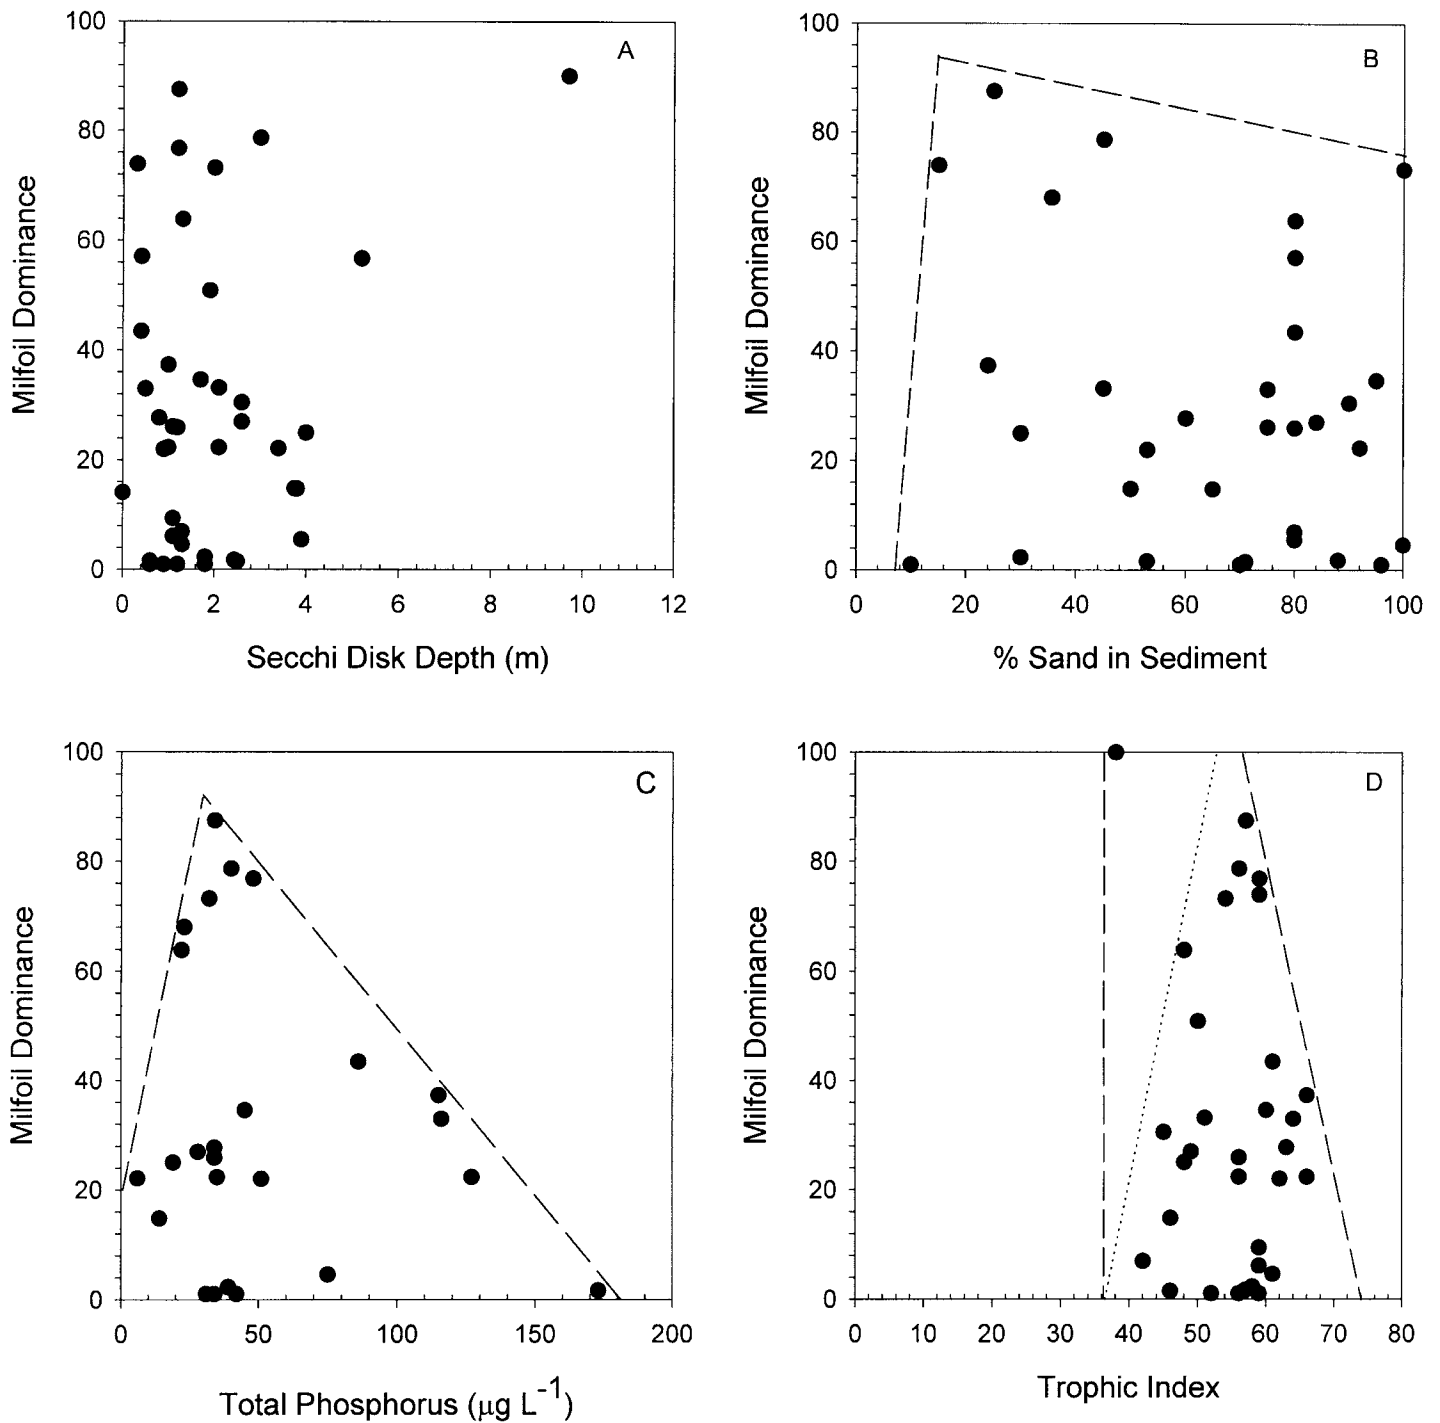 A
100
80
60
40
20
0
Milfoil Dominance
0 2 4 6 8 10 12
Secchi Disk Depth (m)
B
100
80
60
40
20
0
Milfoil Dominance
0 20 40 60 80 100
% Sand in Sediment
C
100
80
60
40
20
0
Milfoil Dominance
0 50 100 150 200
Total Phosphorus (μg L⁻¹)
D
100
80
60
40
20
0
Milfoil Dominance
0 10 20 30 40 50 60 70 80
Trophic Index